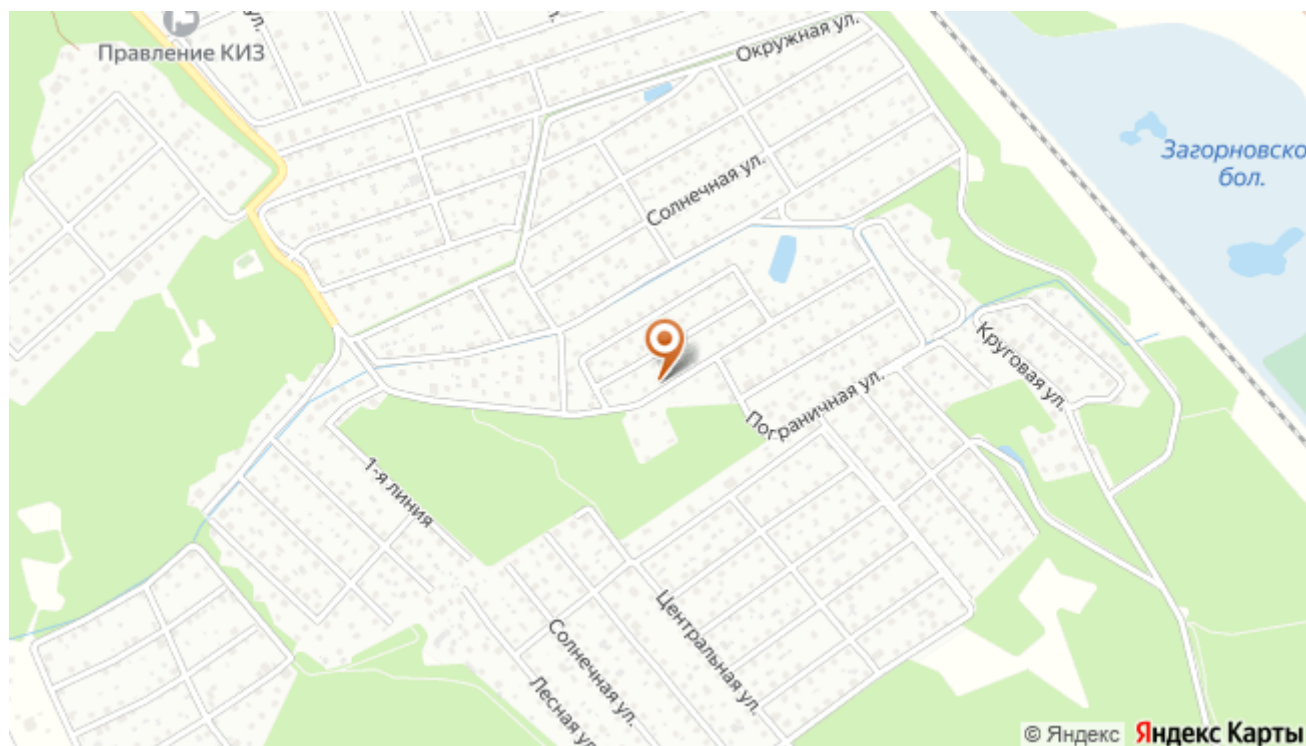 Правление КИЗ
ул.
Окружная ул.
Солнечная ул.
Загорновско
бол.
Круговая ул.
Пограничная ул.
1-я линия
Центральная ул.
Солнечная ул.
Лесная ул
© Яндекс Яндекс Карты